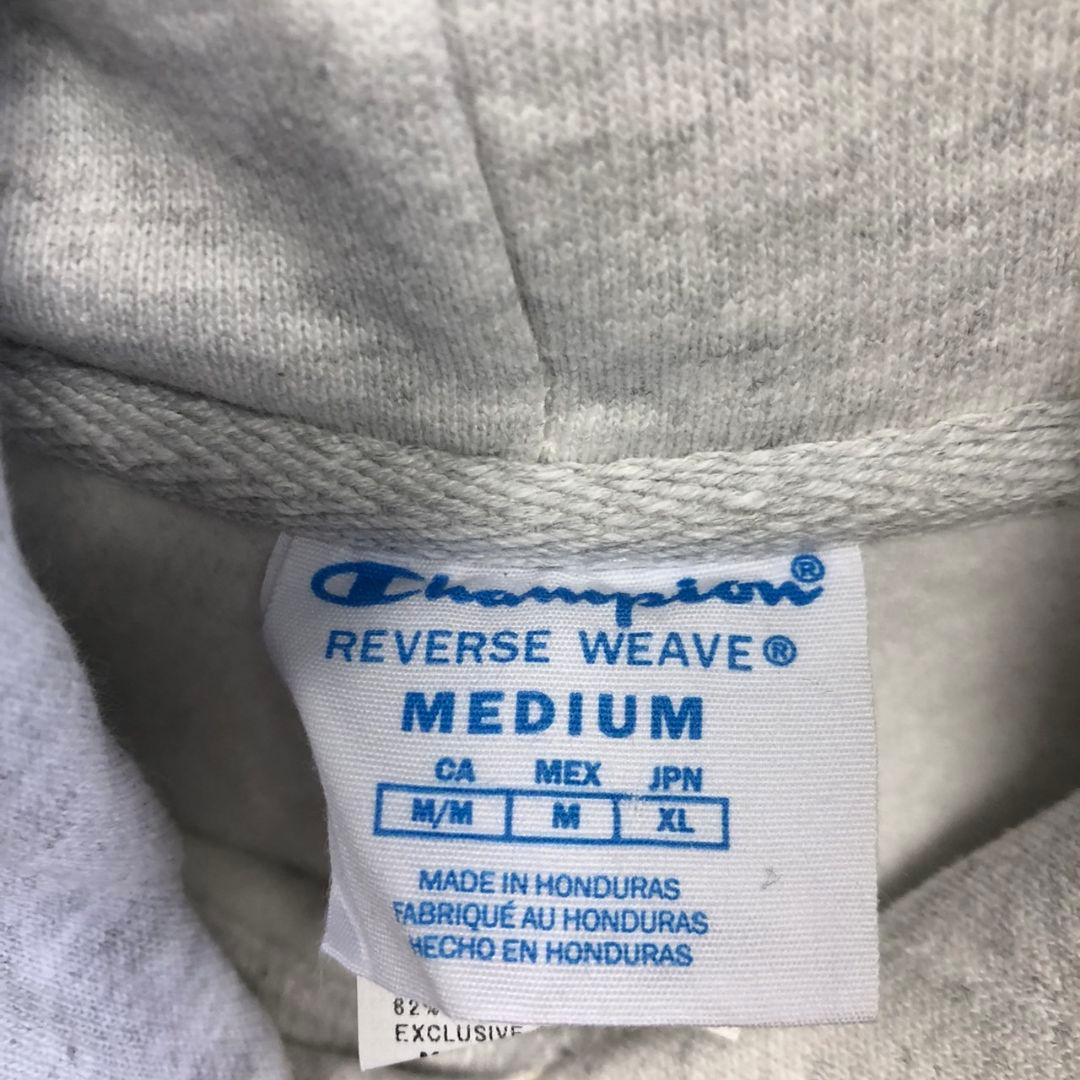 Champion®
REVERSE WEAVE®
MEDIUM
CA MEX JPN
M/M M XL
MADE IN HONDURAS
FABRIQUÉ AU HONDURAS
HECHO EN HONDURAS
82%
EXCLUSIVE